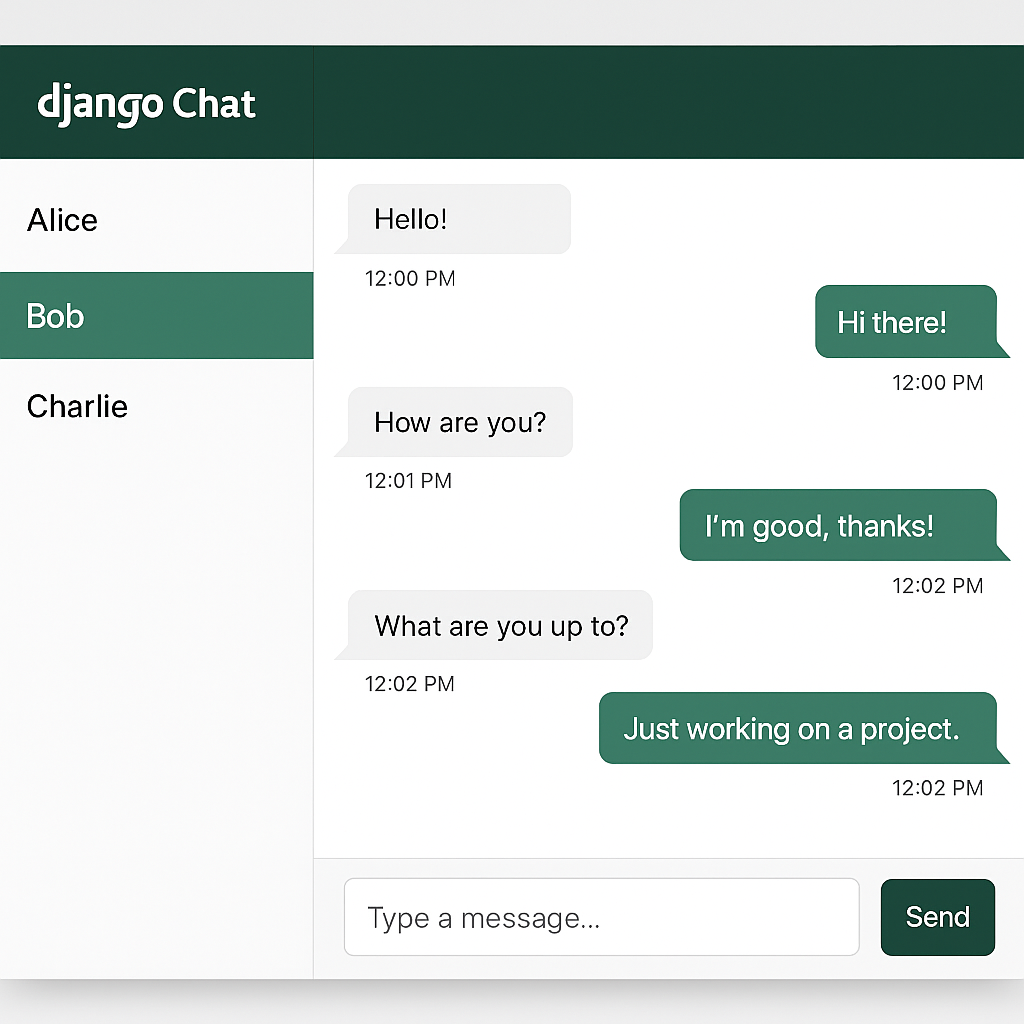 django Chat
Alice
Bob
Charlie
Hello!
12:00 PM
Hi there!
12:00 PM
How are you?
12:01 PM
I’m good, thanks!
12:02 PM
What are you up to?
12:02 PM
Just working on a project.
12:02 PM
Type a message...
Send